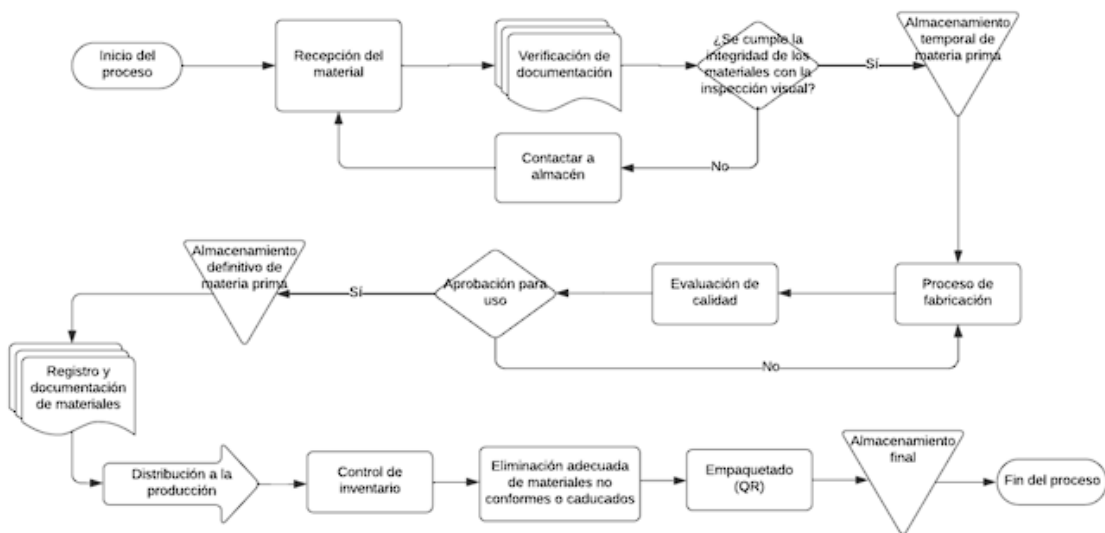 Inicio del
proceso
Recepción del
material
Verificación de
documentación
¿Se cumple la
integridad de los
materiales con la
inspección visual?
Sí
Almacenamiento
temporal de
materia prima
Contactar a
almacén
No
Almacenamiento
definitivo de
materia prima
Sí
Aprobación para
uso
Evaluación de
calidad
Proceso de
fabricación
No
Registro y
documentación
de materiales
Distribución a la
producción
Control de
inventario
Eliminación adecuada
de materiales no
conformes o caducados
Empaquetado
(QR)
Almacenamiento
final
Fin del proceso